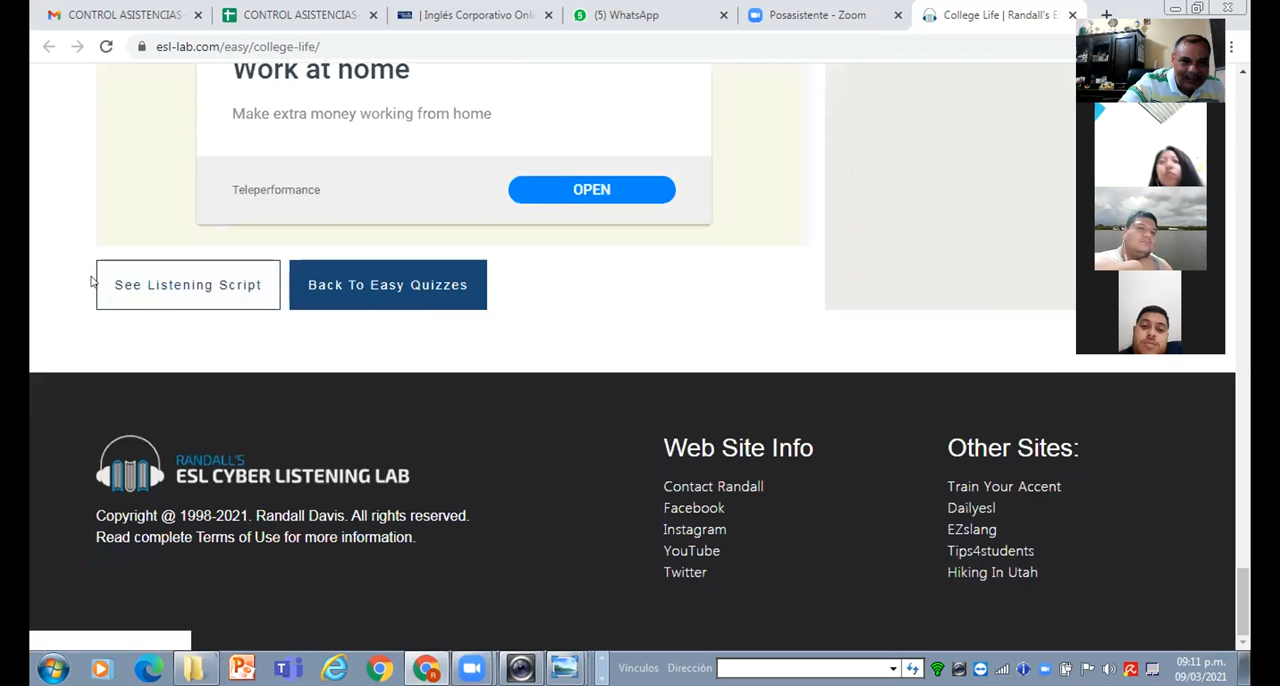 CONTROL ASISTENCIAS-
CONTROL ASISTENCIAS-
| Inglés Corporativo Onli
(5) WhatsApp
Posasistente - Zoom
College Life | Randall's E
esl-lab.com/easy/college-life/
Work at home
Make extra money working from home
Teleperformance
OPEN
See Listening Script
Back To Easy Quizzes
RANDALL'S
ESL CYBER LISTENING LAB
Copyright @ 1998-2021. Randall Davis. All rights reserved.
Read complete Terms of Use for more information.
Web Site Info
Contact Randall
Facebook
Instagram
YouTube
Twitter
Other Sites:
Train Your Accent
Dailyesl
EZslang
Tips4students
Hiking In Utah
Vínculos
Dirección
09:11 p.m.
09/03/2021